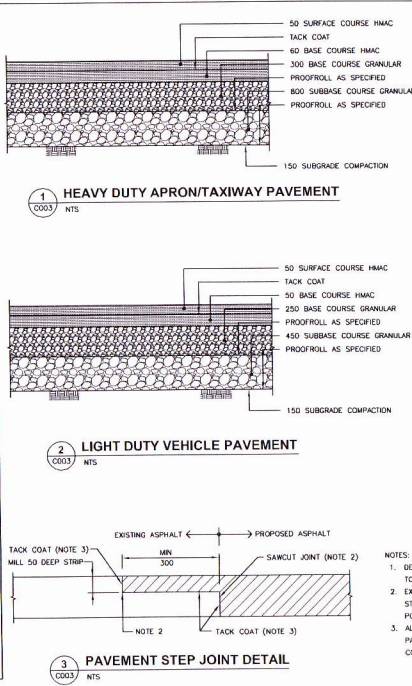 50 SURFACE COURSE HMAC
TACK COAT
60 BASE COURSE HMAC
300 BASE COURSE GRANULAR
PROOFROLL AS SPECIFIED
800 SUBBASE COURSE GRANULAR
PROOFROLL AS SPECIFIED
150 SUBGRADE COMPACTION
1 HEAVY DUTY APRON/TAXIWAY PAVEMENT
C003 NTS
50 SURFACE COURSE HMAC
TACK COAT
50 BASE COURSE HMAC
250 BASE COURSE GRANULAR
PROOFROLL AS SPECIFIED
450 SUBBASE COURSE GRANULAR
PROOFROLL AS SPECIFIED
150 SUBGRADE COMPACTION
2 LIGHT DUTY VEHICLE PAVEMENT
C003 NTS
EXISTING ASPHALT PROPOSED ASPHALT
TACK COAT (NOTE 3)
MILL 50 DEEP STRIP
MIN
300
SAWCUT JOINT (NOTE 2)
NOTE 2
TACK COAT (NOTE 3)
3 PAVEMENT STEP JOINT DETAIL
C003 NTS
NOTES:
1. DE
TO
2. EX
ST
PO
3. AL
PA
CO